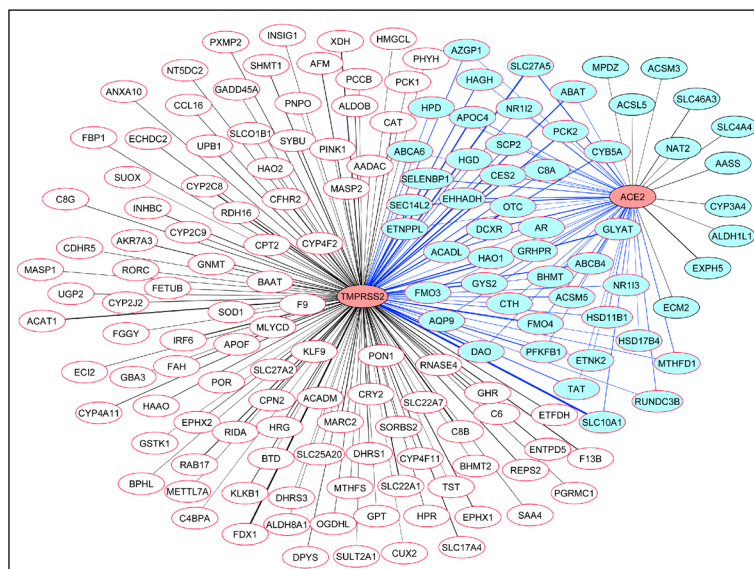 XDH
HMGCL
INSIG1
PXMP2
AZGP1
PHYH
SHMT1
AFM
SLC27A5
MPDZ
ACSM3
NT5DC2
PCCB
PCK1
HAGH
ABAT
ANXA10
GADD45A
CCL16
PNPO
ALDOB
HPD
NR1I2
ACSL5
SLC46A3
APOC4
CAT
SLCO1B1
FBP1
ECHDC2
UPB1
SYBU
PINK1
ABCA6
SCP2
PCK2
CYB5A
SLC4A4
NAT2
HAO2
AADAC
HGD
CES2
C8A
AASS
SUOX
CYP2C8
CFHR2
MASP2
SELENBP1
RDH16
SEC14L2
EHHADH
ACE2
C8G
INHBC
ETNPPL
OTC
CYP3A4
CYP2C9
CYP4F2
DCXR
AR
GLYAT
CDHR5
AKR7A3
CPT2
ACADL
GRHPR
ALDH1L1
MASP1
RORC
GNMT
HAO1
ABCB4
EXPH5
UGP2
FETUB
BAAT
BHMT
CYP2J2
TMPRSS2
FMO3
GYS2
NR1I3
ACAT1
SOD1
F9
CTH
ACSM5
ECM2
FGGY
MLYCD
AQP9
HSD11B1
IRF6
APOF
FMO4
HSD17B4
ECI2
FAH
KLF9
PON1
DAO
PFKFB1
ETNK2
MTHFD1
GBA3
SLC27A2
RNASE4
CYP4A11
POR
TAT
HAAO
CPN2
ACADM
CRY2
SLC22A7
GHR
RUNDC3B
EPHX2
C6
ETFDH
SLC10A1
GSTK1
RIDA
HRG
MARC2
SORBS2
C8B
RAB17
BTD
SLC25A20
DHRS1
CYP4F11
ENTPD5
F13B
BPHL
METTL7A
KLKB1
DHRS3
MTHFS
SLC22A1
TST
BHMT2
REPS2
PGRMC1
C4BPA
FDX1
ALDH8A1
OGDHL
GPT
HPR
EPHX1
SAA4
DPYS
SULT2A1
CUX2
SLC17A4